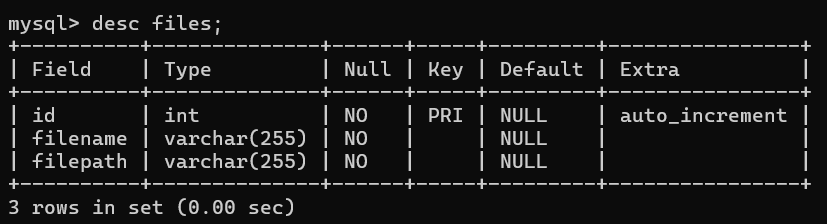 mysql> desc files;
+----------+--------------+------+-----+---------+----------------+
| Field    | Type         | Null | Key | Default | Extra          |
+----------+--------------+------+-----+---------+----------------+
| id       | int          | NO   | PRI | NULL    | auto_increment |
| filename | varchar(255) | NO   |     | NULL    |                |
| filepath | varchar(255) | NO   |     | NULL    |                |
+----------+--------------+------+-----+---------+----------------+
3 rows in set (0.00 sec)